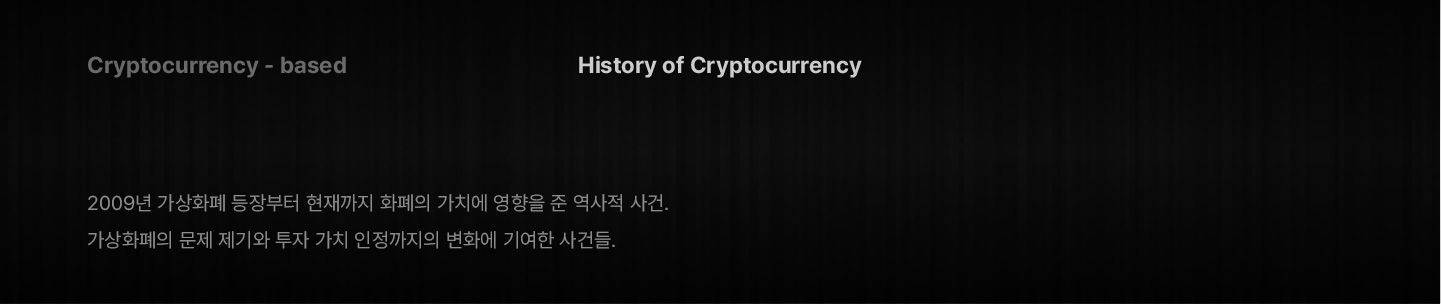 Cryptocurrency - based
History of Cryptocurrency
2009년 가상화폐 등장부터 현재까지 화폐의 가치에 영향을 준 역사적 사건.
가상화폐의 문제 제기와 투자 가치 인정까지의 변화에 기여한 사건들.